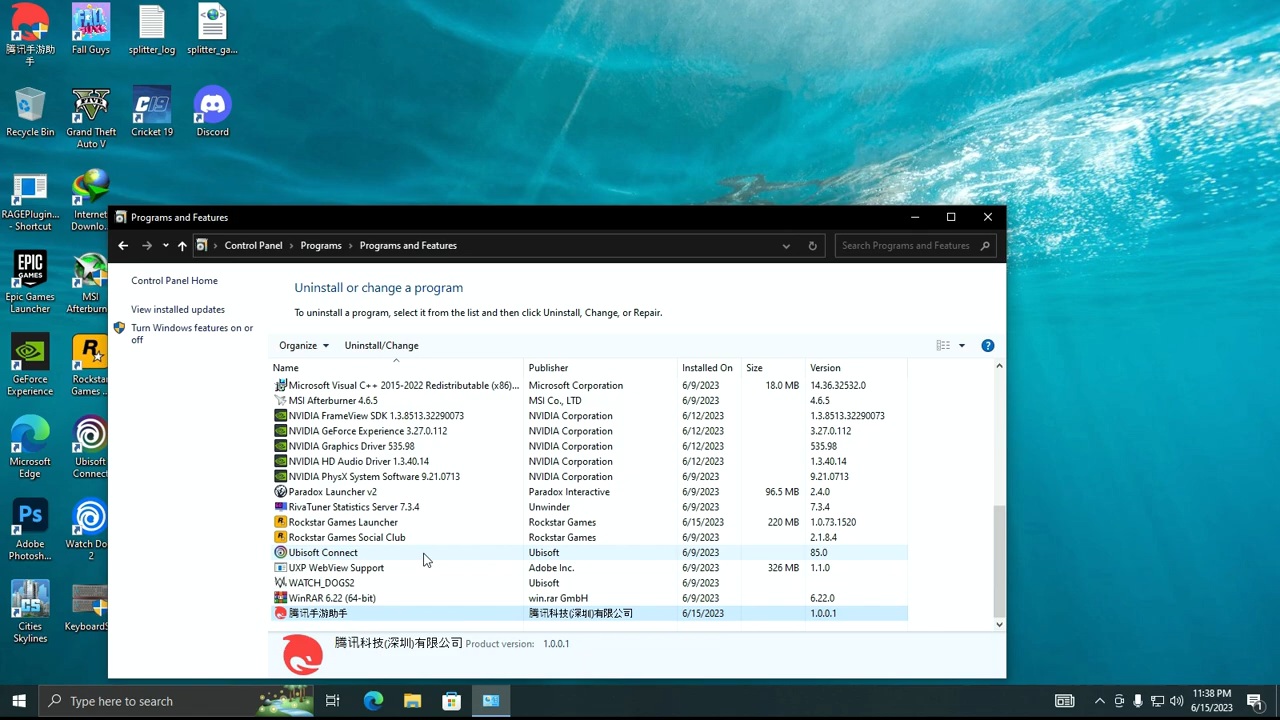 腾讯手游助
手
Fall Guys
splitter_log
splitter_ga...
Recycle Bin
Grand Theft
Auto V
Cricket 19
Discord
RAGEPlugin...
- Shortcut
Internet
Downlo...
Epic Games
Launcher
MSI
Afterburn
GeForce
Experience
Rockstar
Games
Microsoft
Edge
Ubisoft
Connect
Adobe
Photosh...
Watch Do
2
Cities
Skylines
KeyboardS
Programs and Features
Control Panel > Programs > Programs and Features
Search Programs and Features
Control Panel Home
View installed updates
Turn Windows features on or
off
Uninstall or change a program
To uninstall a program, select it from the list and then click Uninstall, Change, or Repair.
Organize Uninstall/Change
Name Publisher Installed On Size Version
Microsoft Visual C++ 2015-2022 Redistributable (x86)... Microsoft Corporation 6/9/2023 18.0 MB 14.36.32532.0
MSI Afterburner 4.6.5 MSI Co., LTD 6/9/2023 4.6.5
NVIDIA FrameView SDK 1.3.8513.32290073 NVIDIA Corporation 6/12/2023 1.3.8513.32290073
NVIDIA GeForce Experience 3.27.0.112 NVIDIA Corporation 6/12/2023 3.27.0.112
NVIDIA Graphics Driver 535.98 NVIDIA Corporation 6/12/2023 535.98
NVIDIA HD Audio Driver 1.3.40.14 NVIDIA Corporation 6/12/2023 1.3.40.14
NVIDIA PhysX System Software 9.21.0713 NVIDIA Corporation 6/9/2023 9.21.0713
Paradox Launcher v2 Paradox Interactive 6/9/2023 96.5 MB 2.4.0
RivaTuner Statistics Server 7.3.4 Unwinder 6/9/2023 7.3.4
Rockstar Games Launcher Rockstar Games 6/15/2023 220 MB 1.0.73.1520
Rockstar Games Social Club Rockstar Games 6/9/2023 2.1.8.4
Ubisoft Connect Ubisoft 6/9/2023 85.0
UXP WebView Support Adobe Inc. 6/9/2023 326 MB 1.1.0
WATCH_DOGS2 Ubisoft 6/9/2023
WinRAR 6.22 (64-bit) win.rar GmbH 6/9/2023 6.22.0
腾讯手游助手 腾讯科技(深圳)有限公司 6/15/2023 1.0.0.1
腾讯科技(深圳)有限公司 Product version: 1.0.0.1
Type here to search
11:38 PM
6/15/2023